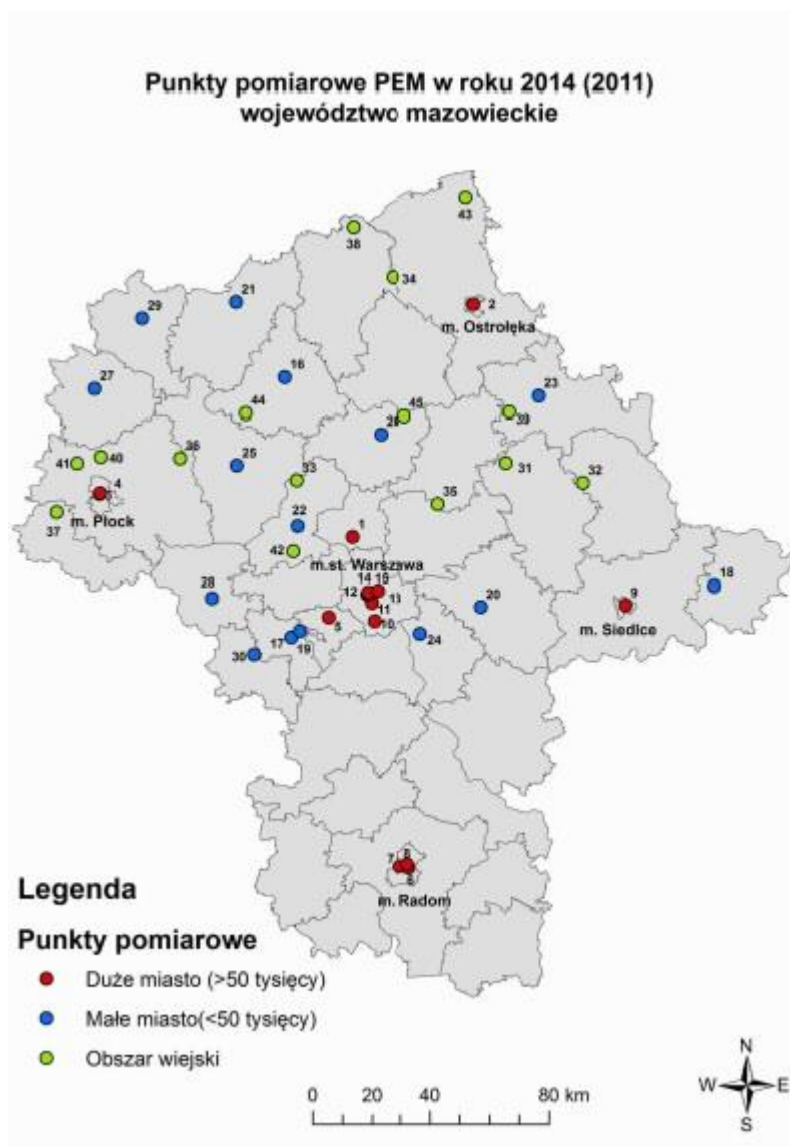 Punkty pomiarowe PEM w roku 2014 (2011)
województwo mazowieckie
43
38
34
21
29
2
m. Ostrołęka
16
27
23
44
45
26
39
36
25
41
40
33
31
32
4
35
m. Płock
37
22
1
42
m.st. Warszawa
14 15
28
12
13
18
20
9
11
5
10
m. Siedlce
17
24
19
30
7
8
6
m. Radom
Legenda
Punkty pomiarowe
Duże miasto (>50 tysięcy)
Małe miasto(<50 tysięcy)
Obszar wiejski
N
W E
S
0 20 40 80 km